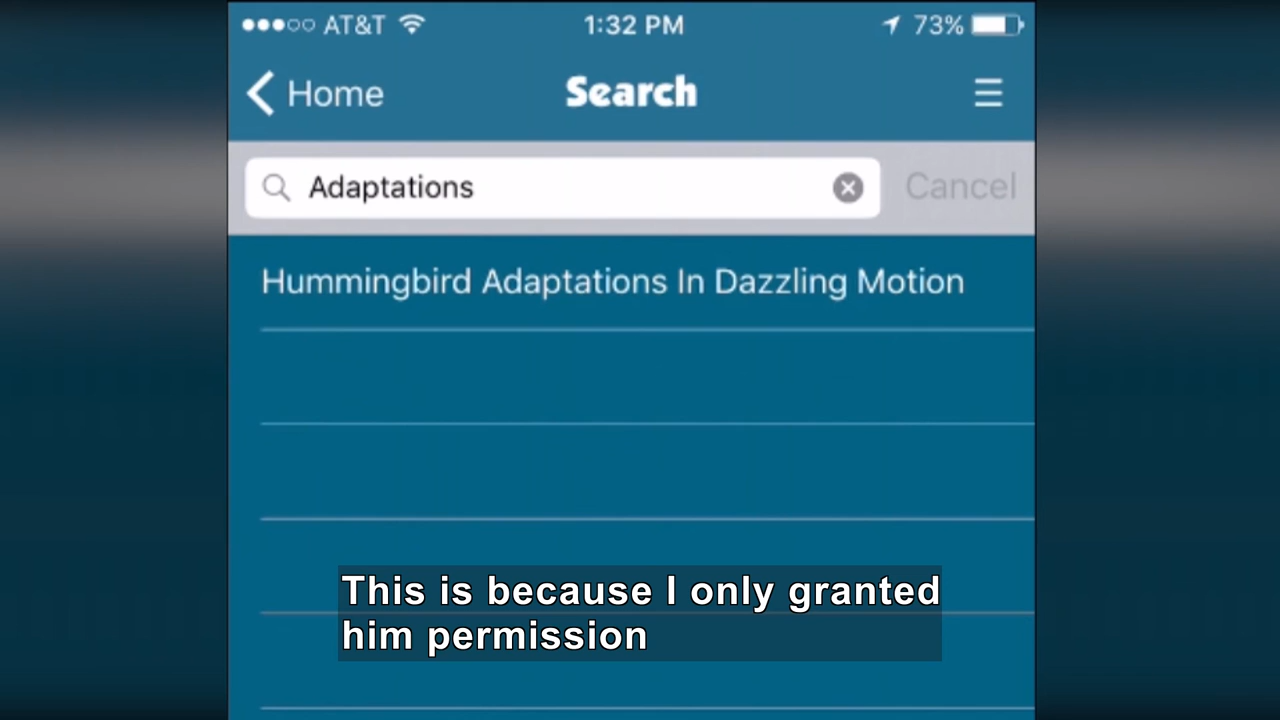 AT&T 1:32 PM 73%
Home Search
Adaptations Cancel
Hummingbird Adaptations In Dazzling Motion
This is because I only granted
him permission